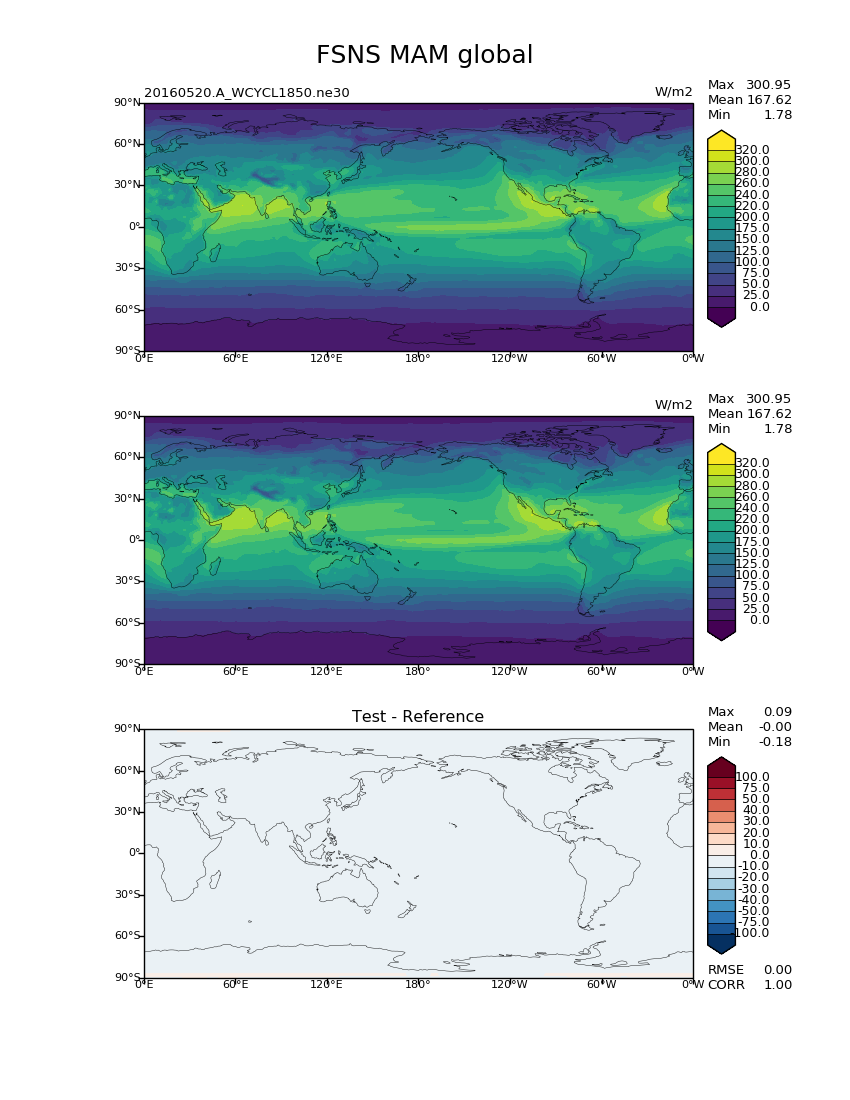 FSNS MAM global
20160520.A_WCYCL1850.ne30
W/m2
Max 300.95
Mean 167.62
Min 1.78
90°N
60°N
30°N
0°
30°S
60°S
90°S
0°E 60°E 120°E 180° 120°W 60°W 0°W
320.0
300.0
280.0
260.0
240.0
220.0
200.0
175.0
150.0
125.0
100.0
75.0
50.0
25.0
0.0
W/m2
Max 300.95
Mean 167.62
Min 1.78
90°N
60°N
30°N
0°
30°S
60°S
90°S
0°E 60°E 120°E 180° 120°W 60°W 0°W
320.0
300.0
280.0
260.0
240.0
220.0
200.0
175.0
150.0
125.0
100.0
75.0
50.0
25.0
0.0
Test - Reference
Max 0.09
Mean -0.00
Min -0.18
90°N
60°N
30°N
0°
30°S
60°S
90°S
0°E 60°E 120°E 180° 120°W 60°W 0°W
100.0
75.0
50.0
40.0
30.0
20.0
10.0
0.0
-10.0
-20.0
-30.0
-40.0
-50.0
-75.0
-100.0
RMSE 0.00
CORR 1.00